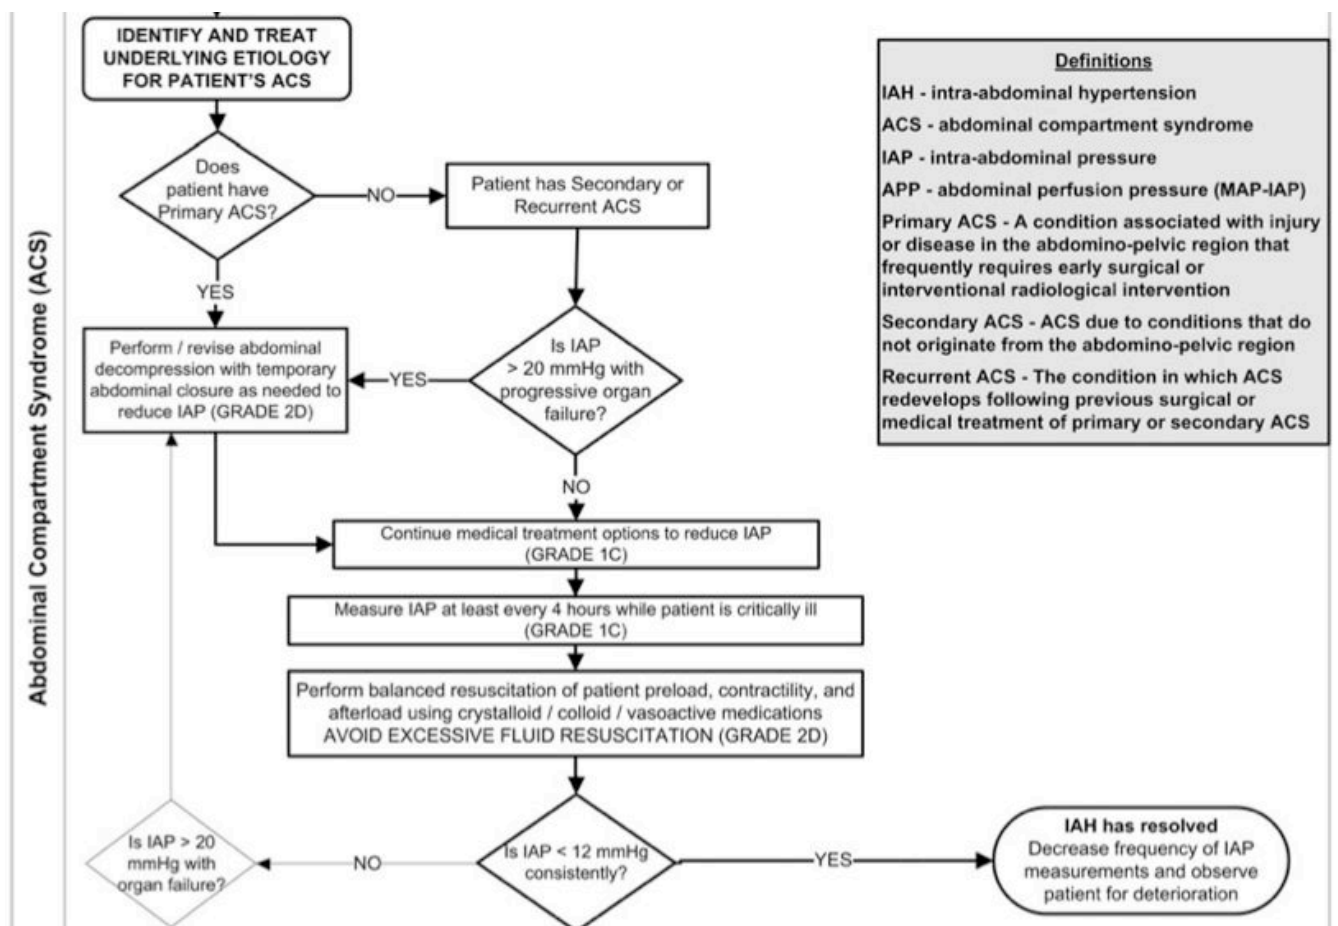 Abdominal Compartment Syndrome (ACS)
IDENTIFY AND TREAT
UNDERLYING ETIOLOGY
FOR PATIENT'S ACS
Does
patient have
Primary ACS?
NO
Patient has Secondary or
Recurrent ACS
YES
Perform / revise abdominal
decompression with temporary
abdominal closure as needed to
reduce IAP (GRADE 2D)
YES
Is IAP
> 20 mmHg with
progressive organ
failure?
NO
Continue medical treatment options to reduce IAP
(GRADE 1C)
Measure IAP at least every 4 hours while patient is critically ill
(GRADE 1C)
Perform balanced resuscitation of patient preload, contractility, and
afterload using crystalloid / colloid / vasoactive medications
AVOID EXCESSIVE FLUID RESUSCITATION (GRADE 2D)
Is IAP < 12 mmHg
consistently?
NO
Is IAP > 20
mmHg with
organ failure?
YES
IAH has resolved
Decrease frequency of IAP
measurements and observe
patient for deterioration
Definitions
IAH - intra-abdominal hypertension
ACS - abdominal compartment syndrome
IAP - intra-abdominal pressure
APP - abdominal perfusion pressure (MAP-IAP)
Primary ACS - A condition associated with injury
or disease in the abdomino-pelvic region that
frequently requires early surgical or
interventional radiological intervention
Secondary ACS - ACS due to conditions that do
not originate from the abdomino-pelvic region
Recurrent ACS - The condition in which ACS
redevelops following previous surgical or
medical treatment of primary or secondary ACS